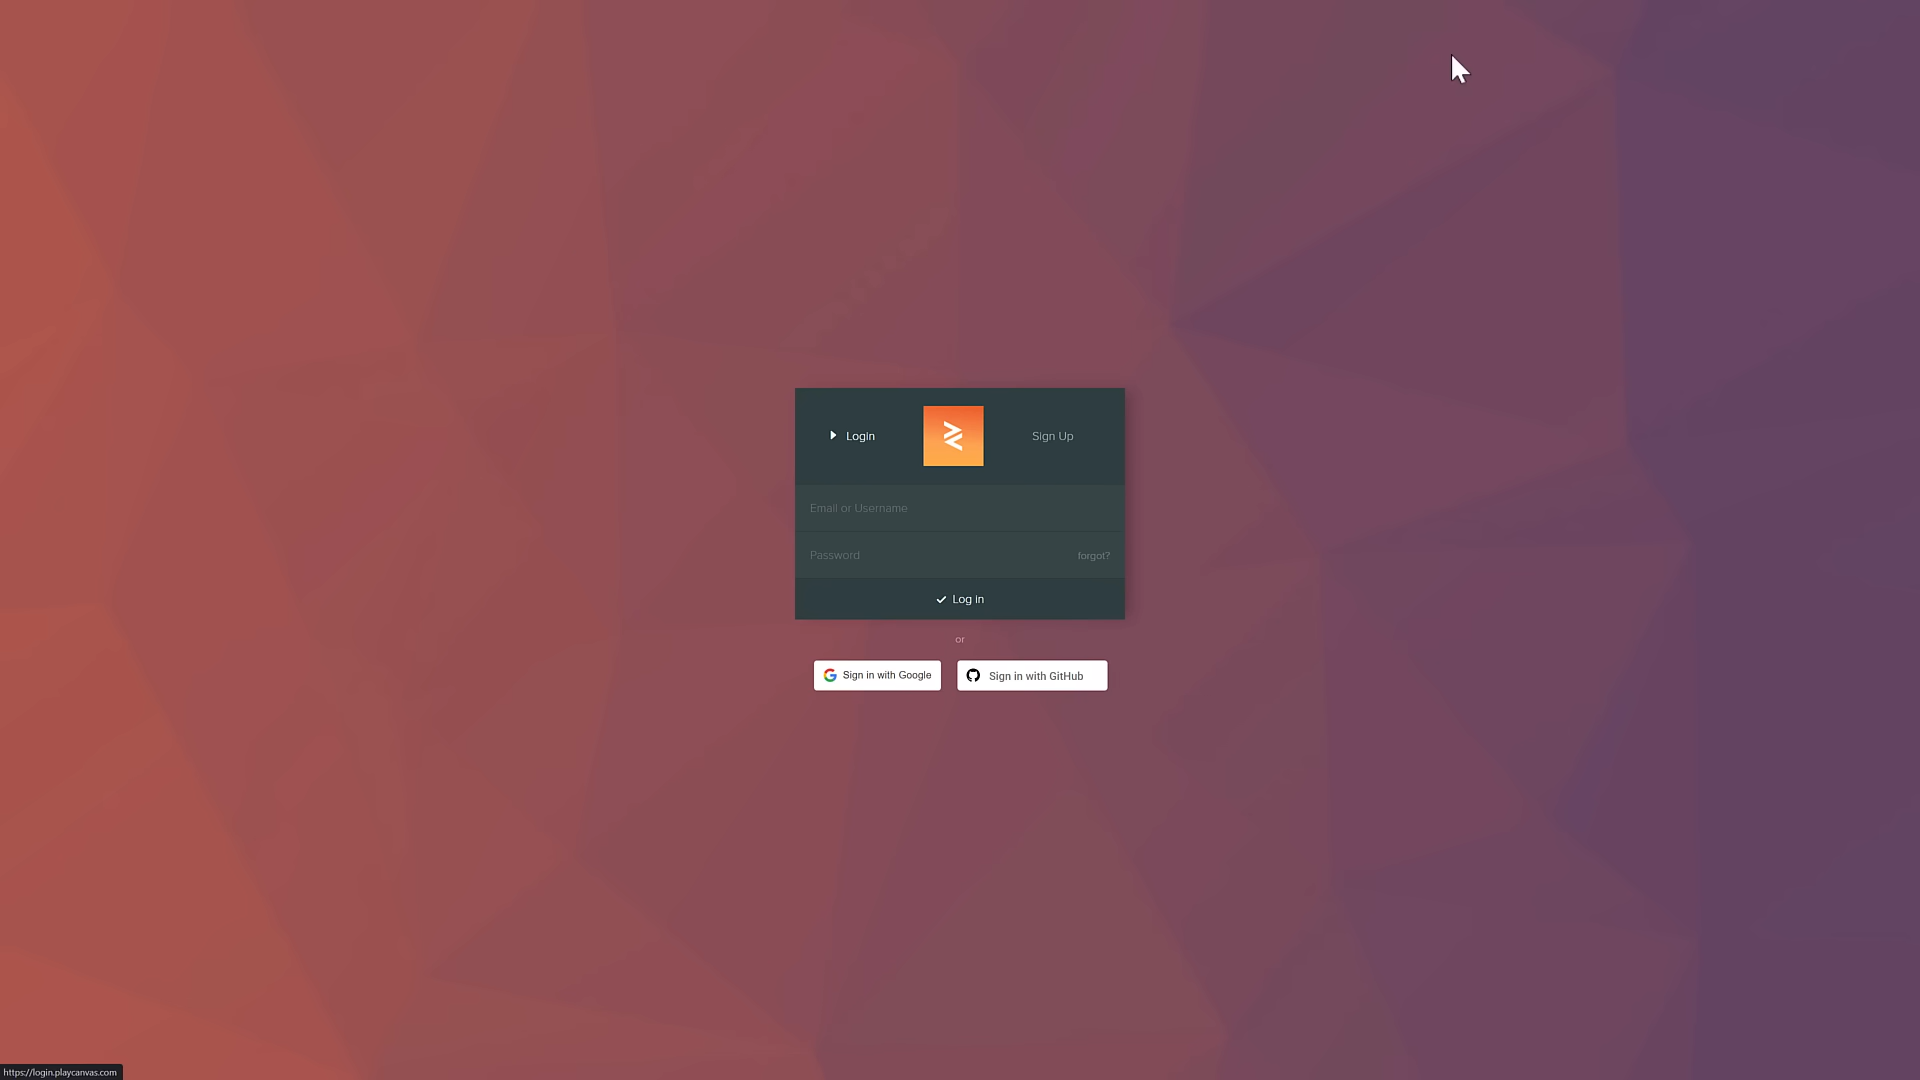 Login
Sign Up
Email or Username
Password
forgot?
Log in
or
Sign in with Google
Sign in with GitHub
https://login.playcanvas.com